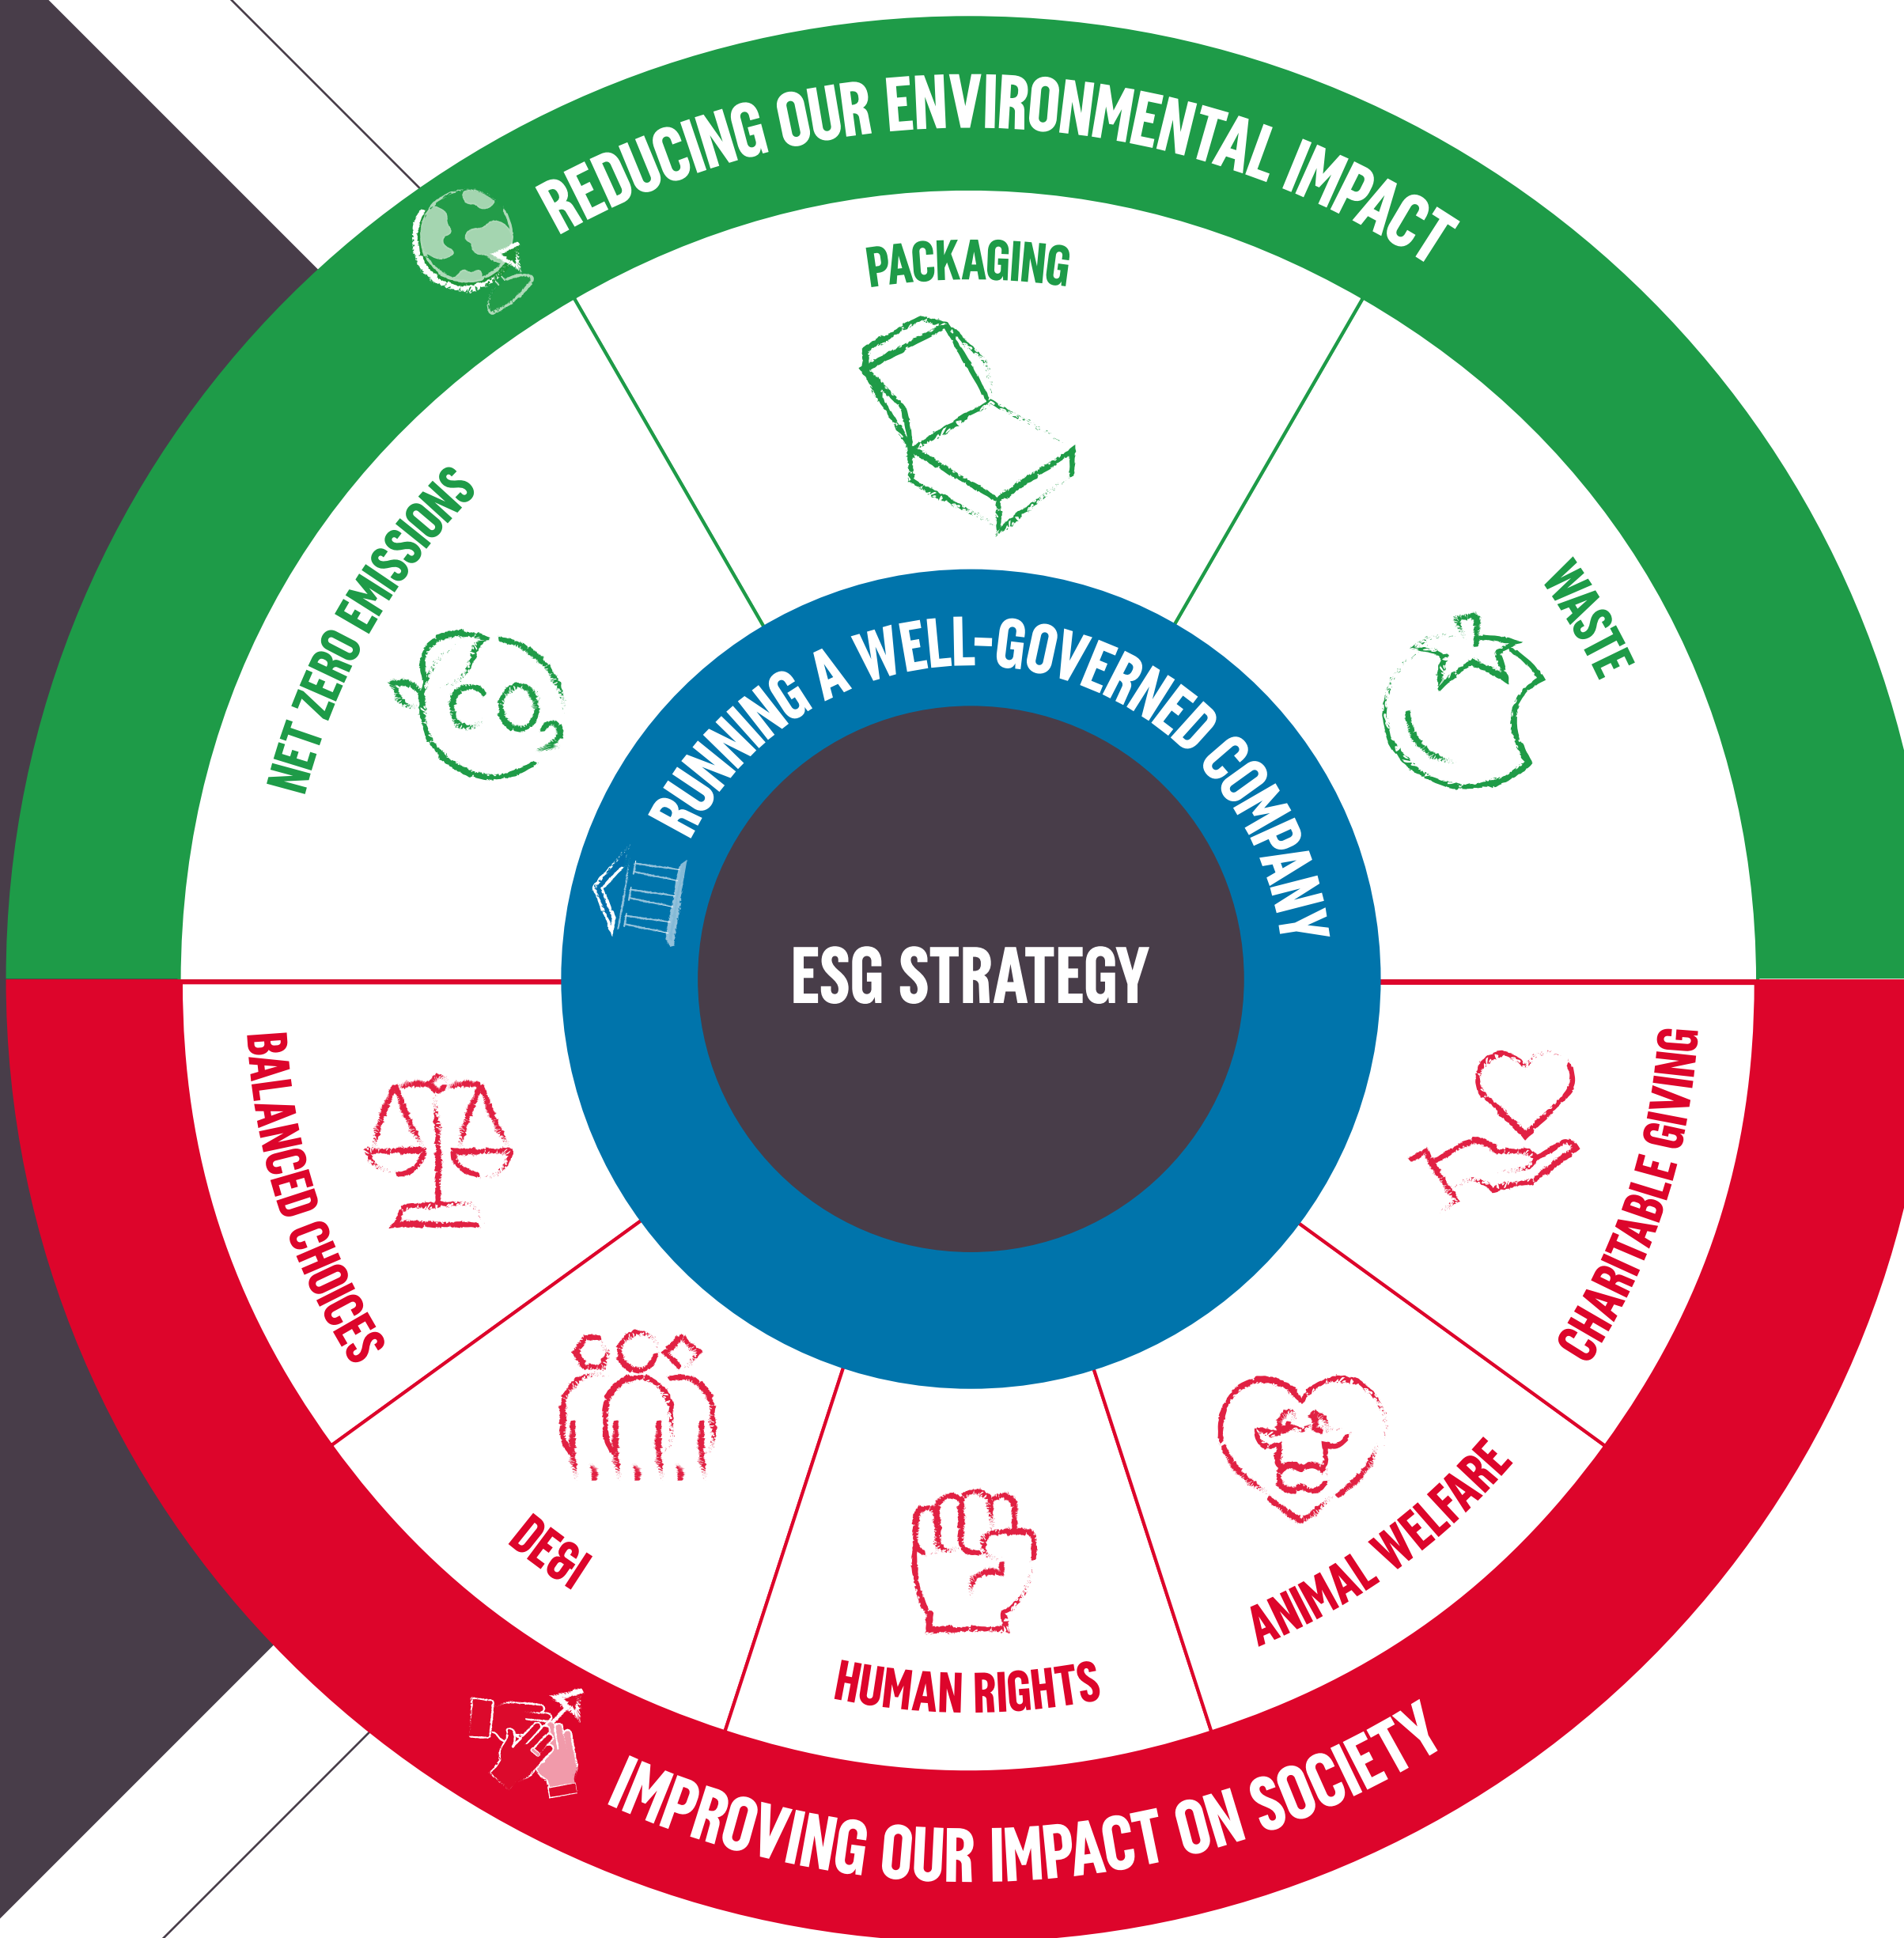 REDUCING OUR ENVIRONMENTAL IMPACT
PACKAGING
NET ZERO EMISSIONS
CO2
WASTE
RUNNING A WELL-GOVERNED COMPANY
ESG STRATEGY
BALANCED CHOICES
CHARITABLE GIVING
DE&I
ANIMAL WELFARE
HUMAN RIGHTS
IMPROVING OUR IMPACT ON SOCIETY